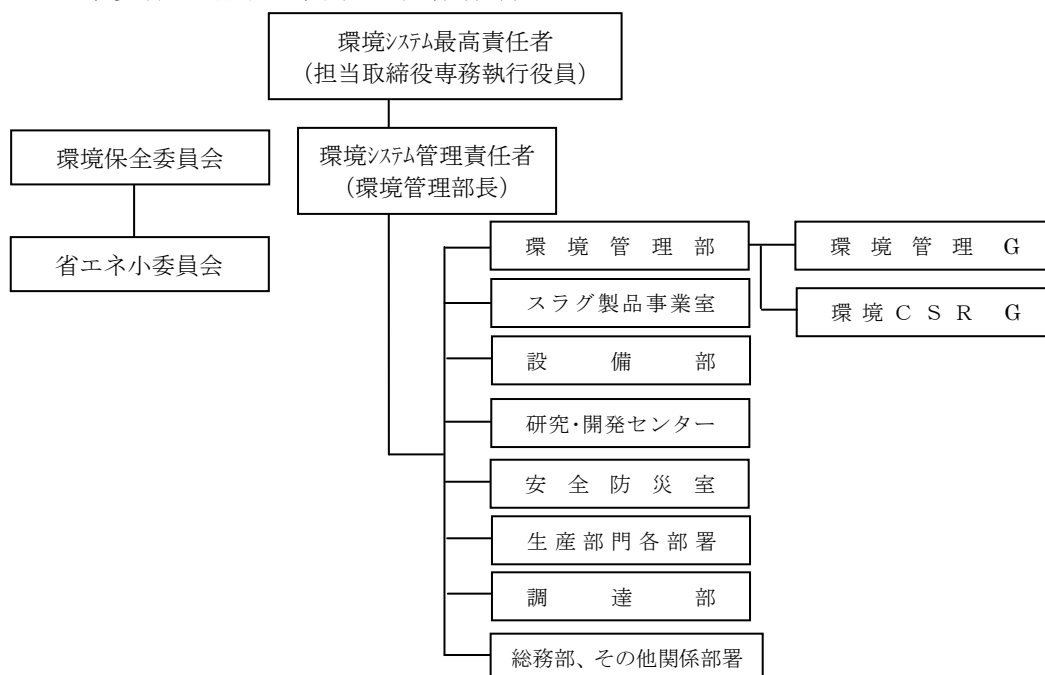 環境システム最高責任者
（担当取締役専務執行役員）
環境保全委員会
環境システム管理責任者
（環境管理部長）
省エネ小委員会
環境管理部
環境管理G
スラグ製品事業室
環境CSRG
設備部
研究・開発センター
安全防災室
生産部門各部署
調達部
総務部、その他関係部署